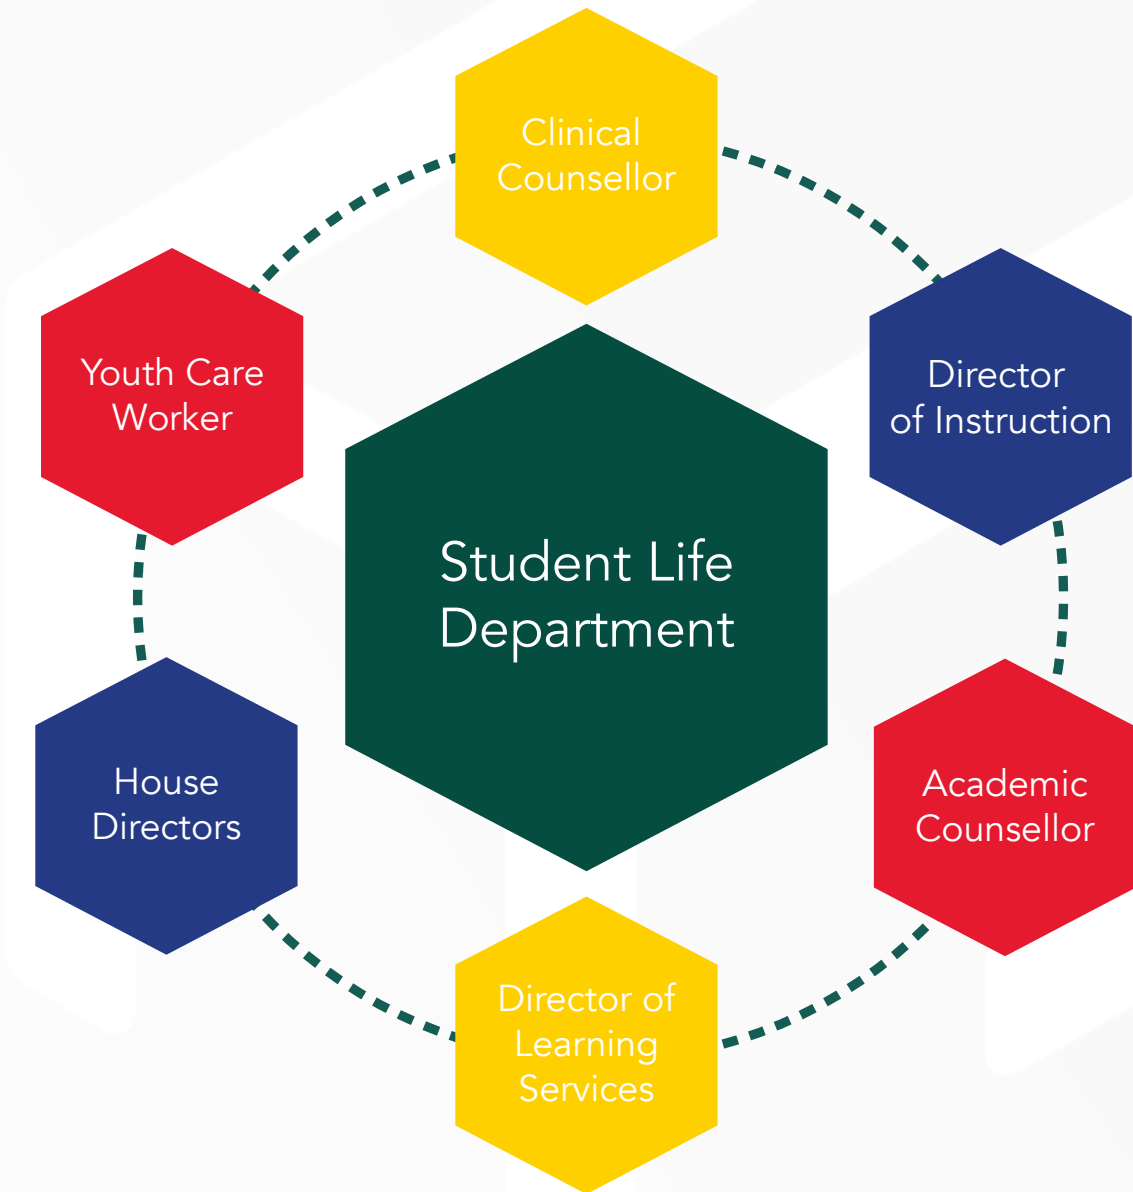 Clinical
Counsellor
Youth Care
Worker
Director
of Instruction
Student Life
Department
House
Directors
Academic
Counsellor
Director of
Learning
Services